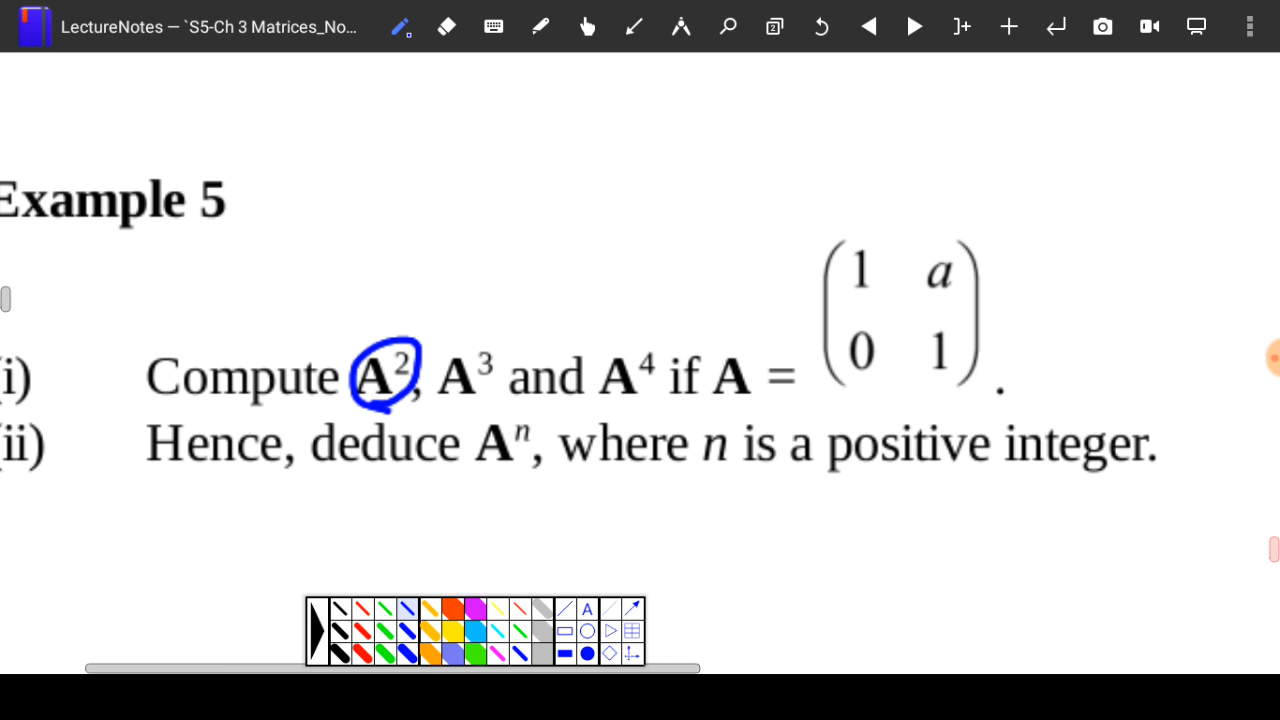 LectureNotes — `S5-Ch 3 Matrices_No...
Example 5
(i) Compute A², A³ and A⁴ if A = (1 a
0 1) .
(ii) Hence, deduce Aⁿ, where n is a positive integer.
A